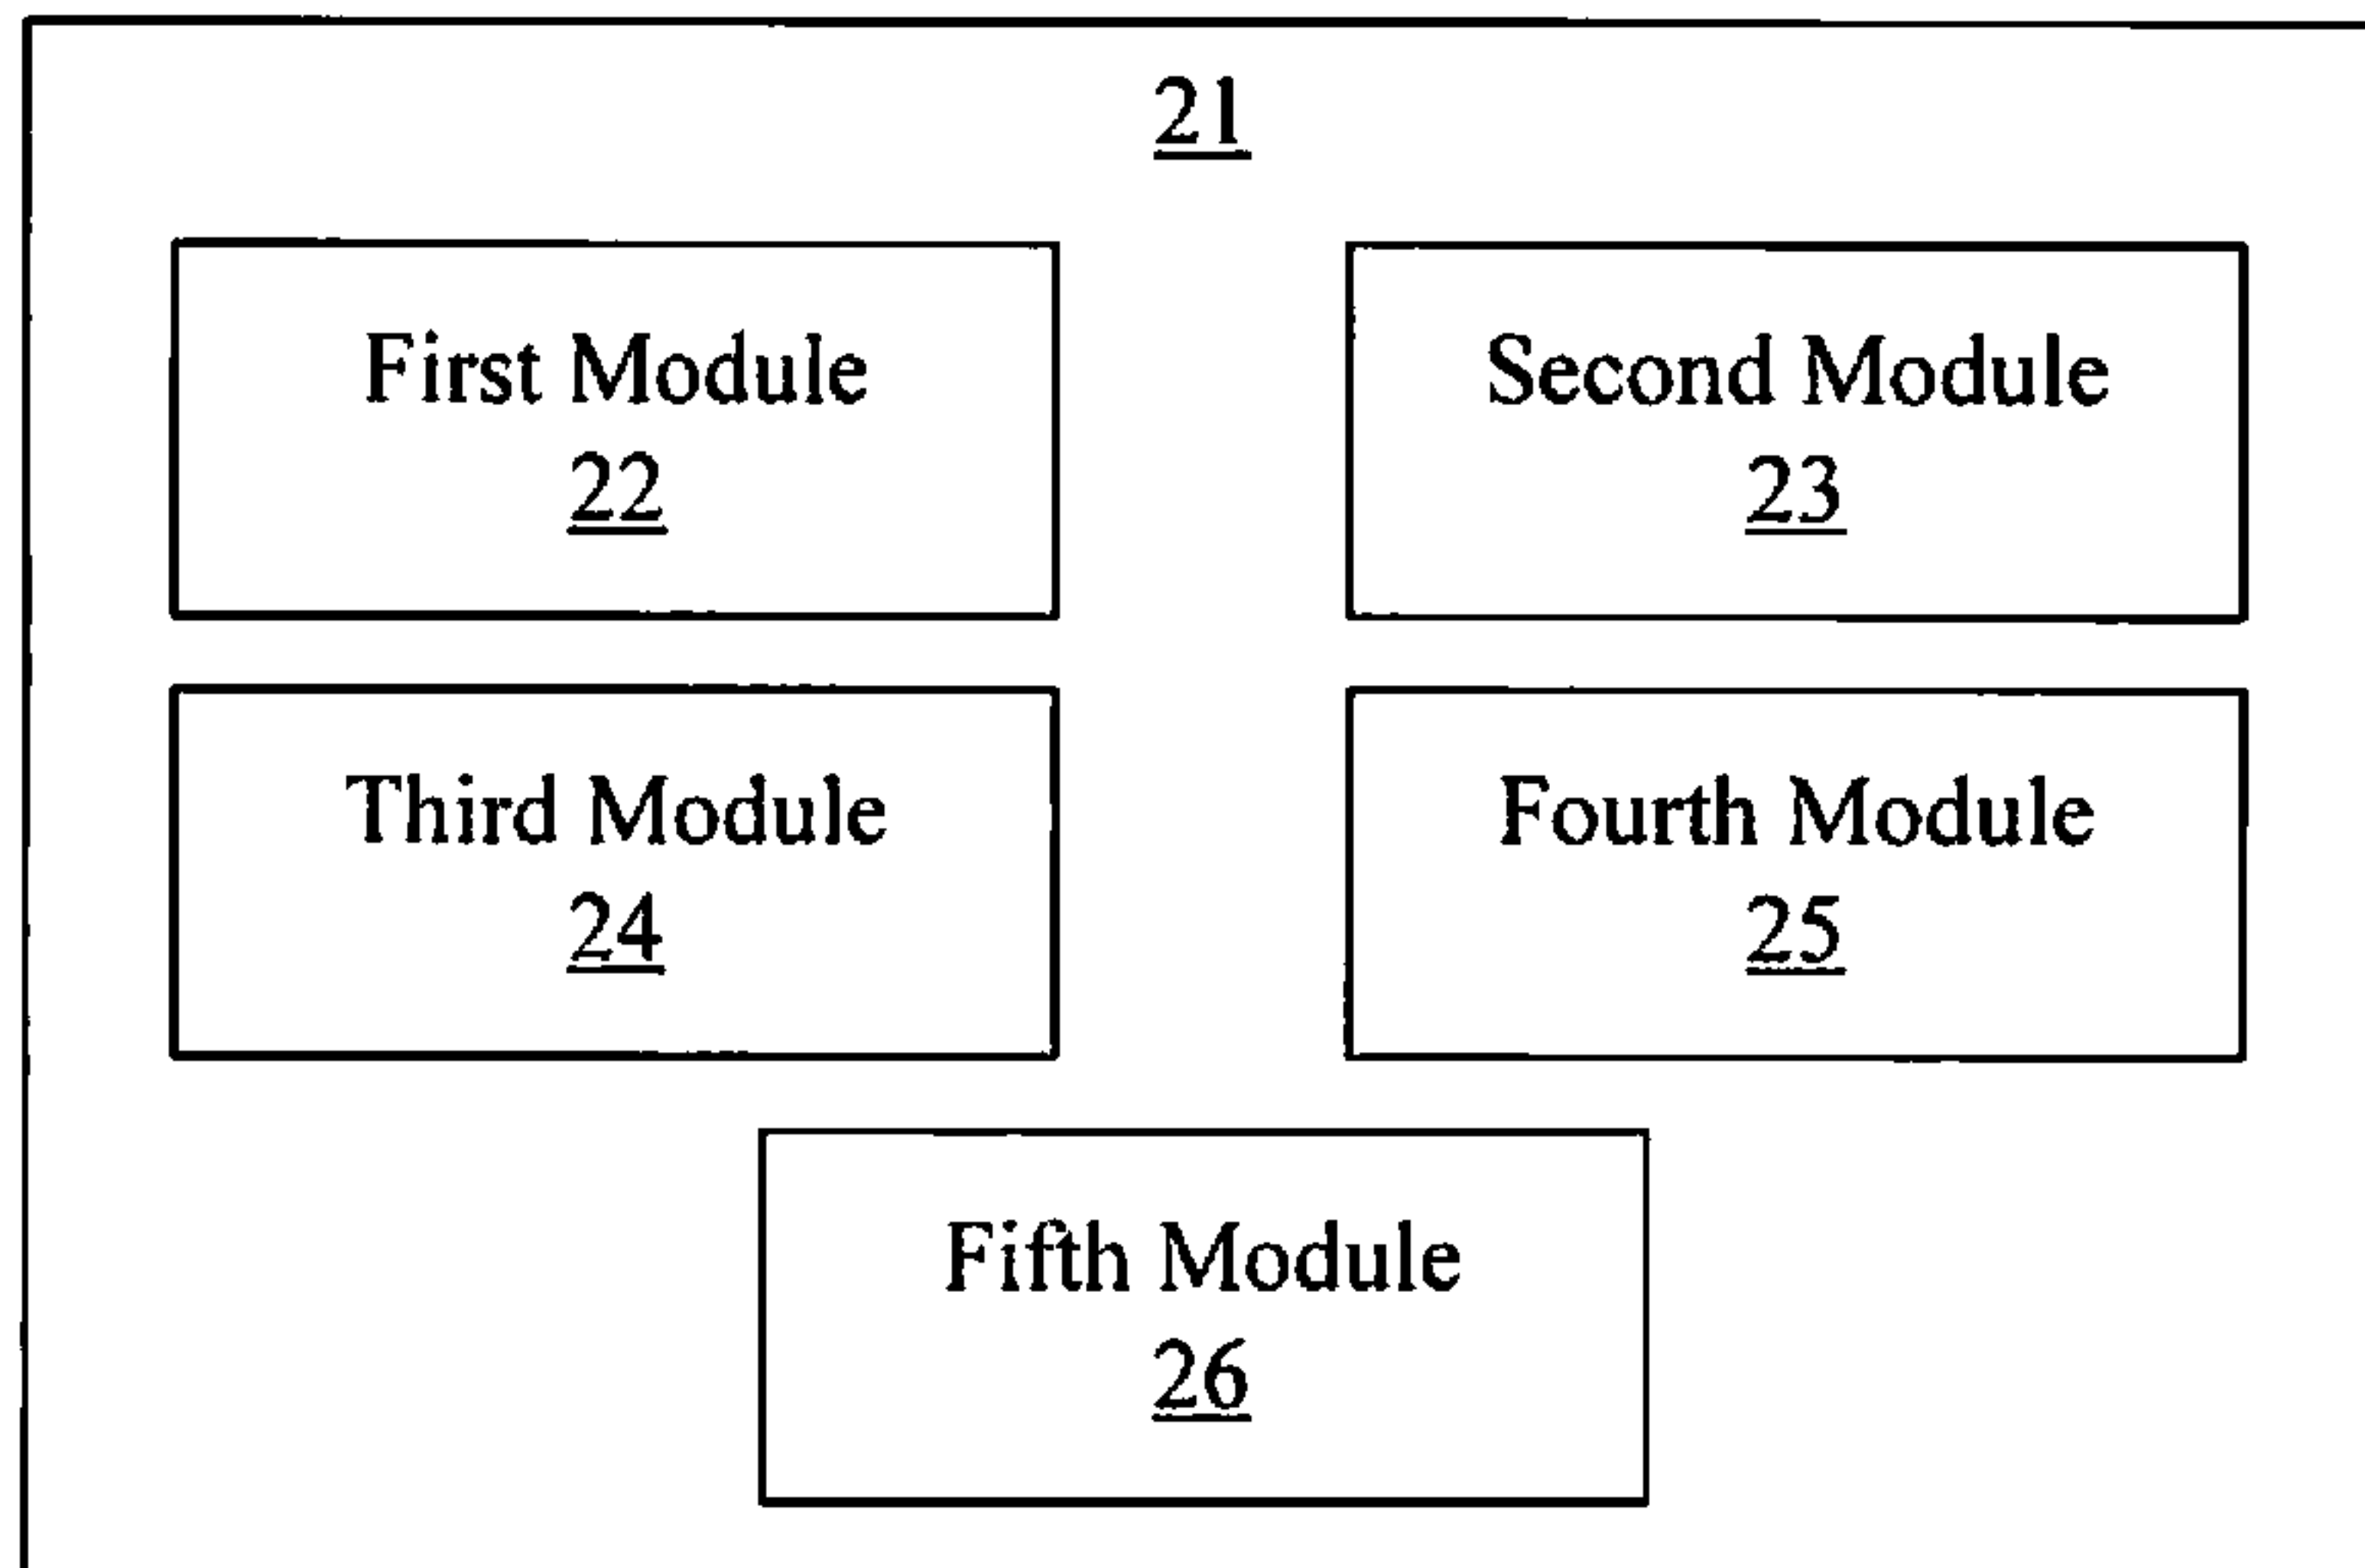 21
First Module
22
Second Module
23
Third Module
24
Fourth Module
25
Fifth Module
26